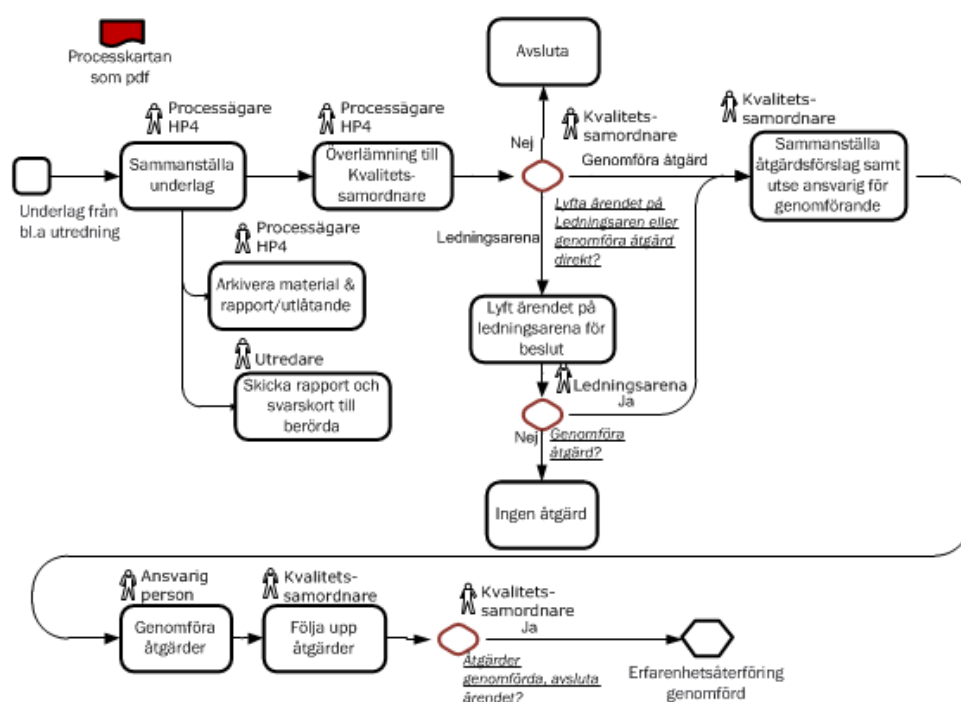 Processkartan
som pdf
Avsluta
Processägare
HP4
Sammanställa
underlag
Processägare
HP4
Överlämning till
Kvalitets-
samordnare
Nej
Kvalitets-
samordnare
Genomföra åtgärd
Kvalitets-
samordnare
Sammanställa
åtgärdsförslag samt
utse ansvarig för
genomförande
Underlag från
bl.a utredning
Lyfta ärendet på
Ledningsaren eller
genomföra åtgärd
direkt?
Ledningsarena
Processägare
HP4
Arkivera material &
rapport/utlåtande
Lyft ärendet på
ledningsarena för
beslut
Utredare
Skicka rapport och
svarskort till
berörda
Ledningsarena
Ja
Nej
Genomföra
åtgärd?
Ingen åtgärd
Ansvarig
person
Genomföra
åtgärder
Kvalitets-
samordnare
Följa upp
åtgärder
Kvalitets-
samordnare
Ja
Åtgärder
genomförda, avsluta
ärendet?
Erfarenhetsåterföring
genomförd